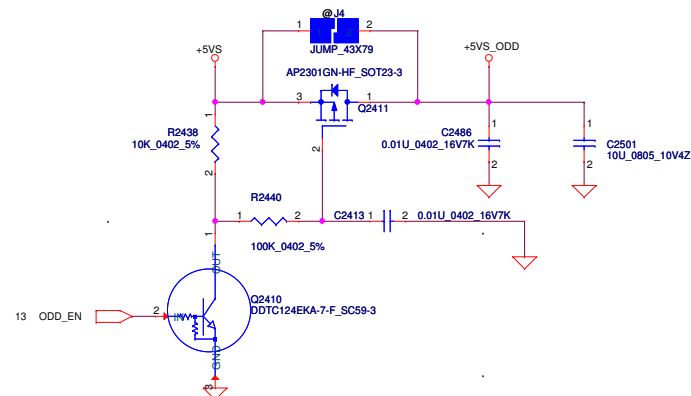 @ J4
1 2
JUMP_43X79
+5VS
+5VS_ODD
AP2301GN-HF_SOT23-3
3 1
Q2411
2
1
R2438
10K_0402_5%
2
C2486
0.01U_0402_16V7K
1
2
1
C2501
10U_0805_10V4Z
2
R2440
1 2
100K_0402_5%
C2413 1 2 0.01U_0402_16V7K
1
OUT
Q2410
DDTC124EKA-7-F_SC59-3
13 ODD_EN 2 IN
GND
3